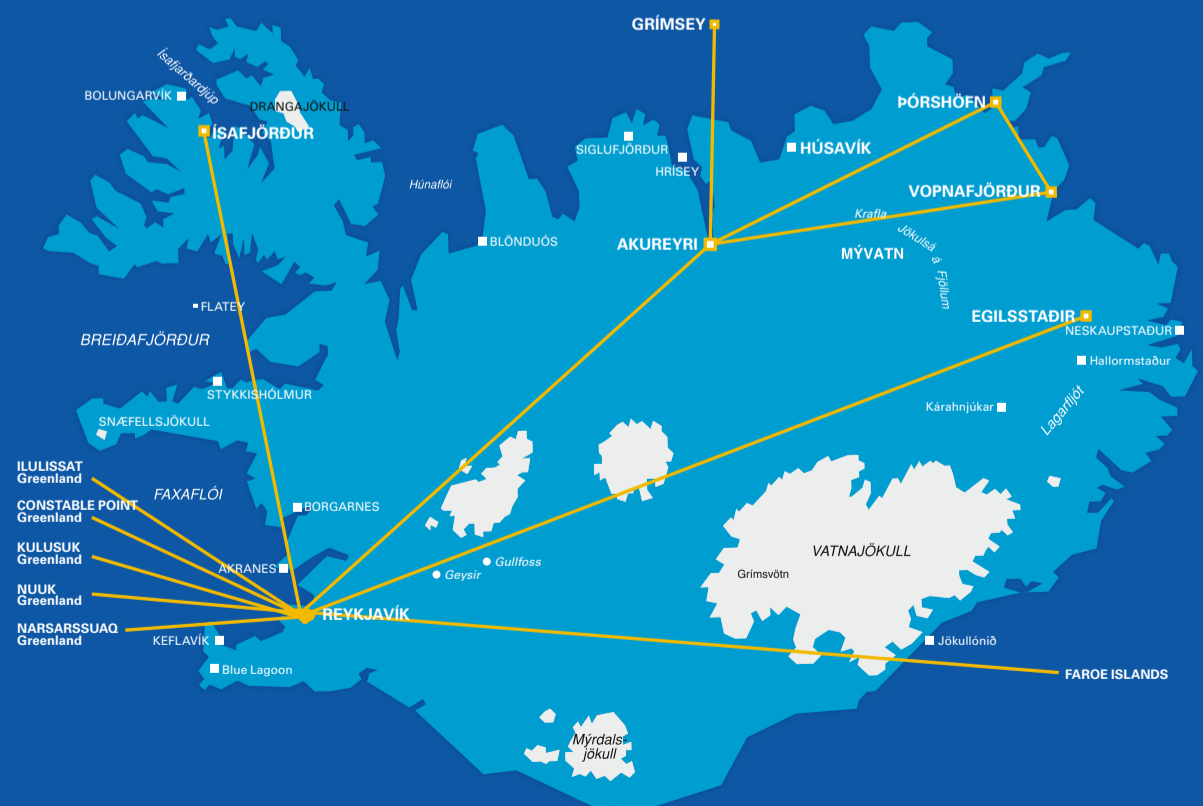 GRÍMSEY
Ísafjarðardjúp
BOLUNGARVÍK
DRANGAJÖKULL
ÞÓRSHÖFN
ÍSAFJÖRÐUR
SIGLUFJÖRÐUR
HÚSAVÍK
HRÍSEY
Húnaflói
VOPNAFJÖRÐUR
Krafla
BLÖNDUÓS
AKUREYRI
MÝVATN
Jökulsá á Fjöllum
FLATEY
EGILSSTAÐIR
NESKAUPSTAÐUR
BREIÐAFJÖRÐUR
Hallormstaður
STYKKISHÓLMUR
Kárahnjúkar
Lagarfljót
SNÆFELLSJÖKULL
ILULISSAT
Greenland
FAXAFLÓI
CONSTABLE POINT
Greenland
BORGARNES
KULUSUK
Greenland
VATNAJÖKULL
Gullfoss
AKRANES
Geysir
Grímsvötn
NUUK
Greenland
REYKJAVÍK
NARSARSSUAQ
Greenland
KEFLAVÍK
Jökullónið
Blue Lagoon
FAROE ISLANDS
Mýrdals-
jökull